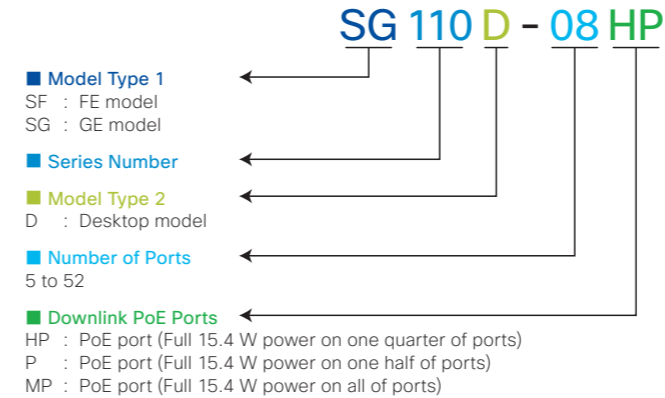 SG 110 D - 08 HP
■ Model Type 1
SF : FE model
SG : GE model
■ Series Number
■ Model Type 2
D : Desktop model
■ Number of Ports
5 to 52
■ Downlink PoE Ports
HP : PoE port (Full 15.4 W power on one quarter of ports)
P : PoE port (Full 15.4 W power on one half of ports)
MP : PoE port (Full 15.4 W power on all of ports)